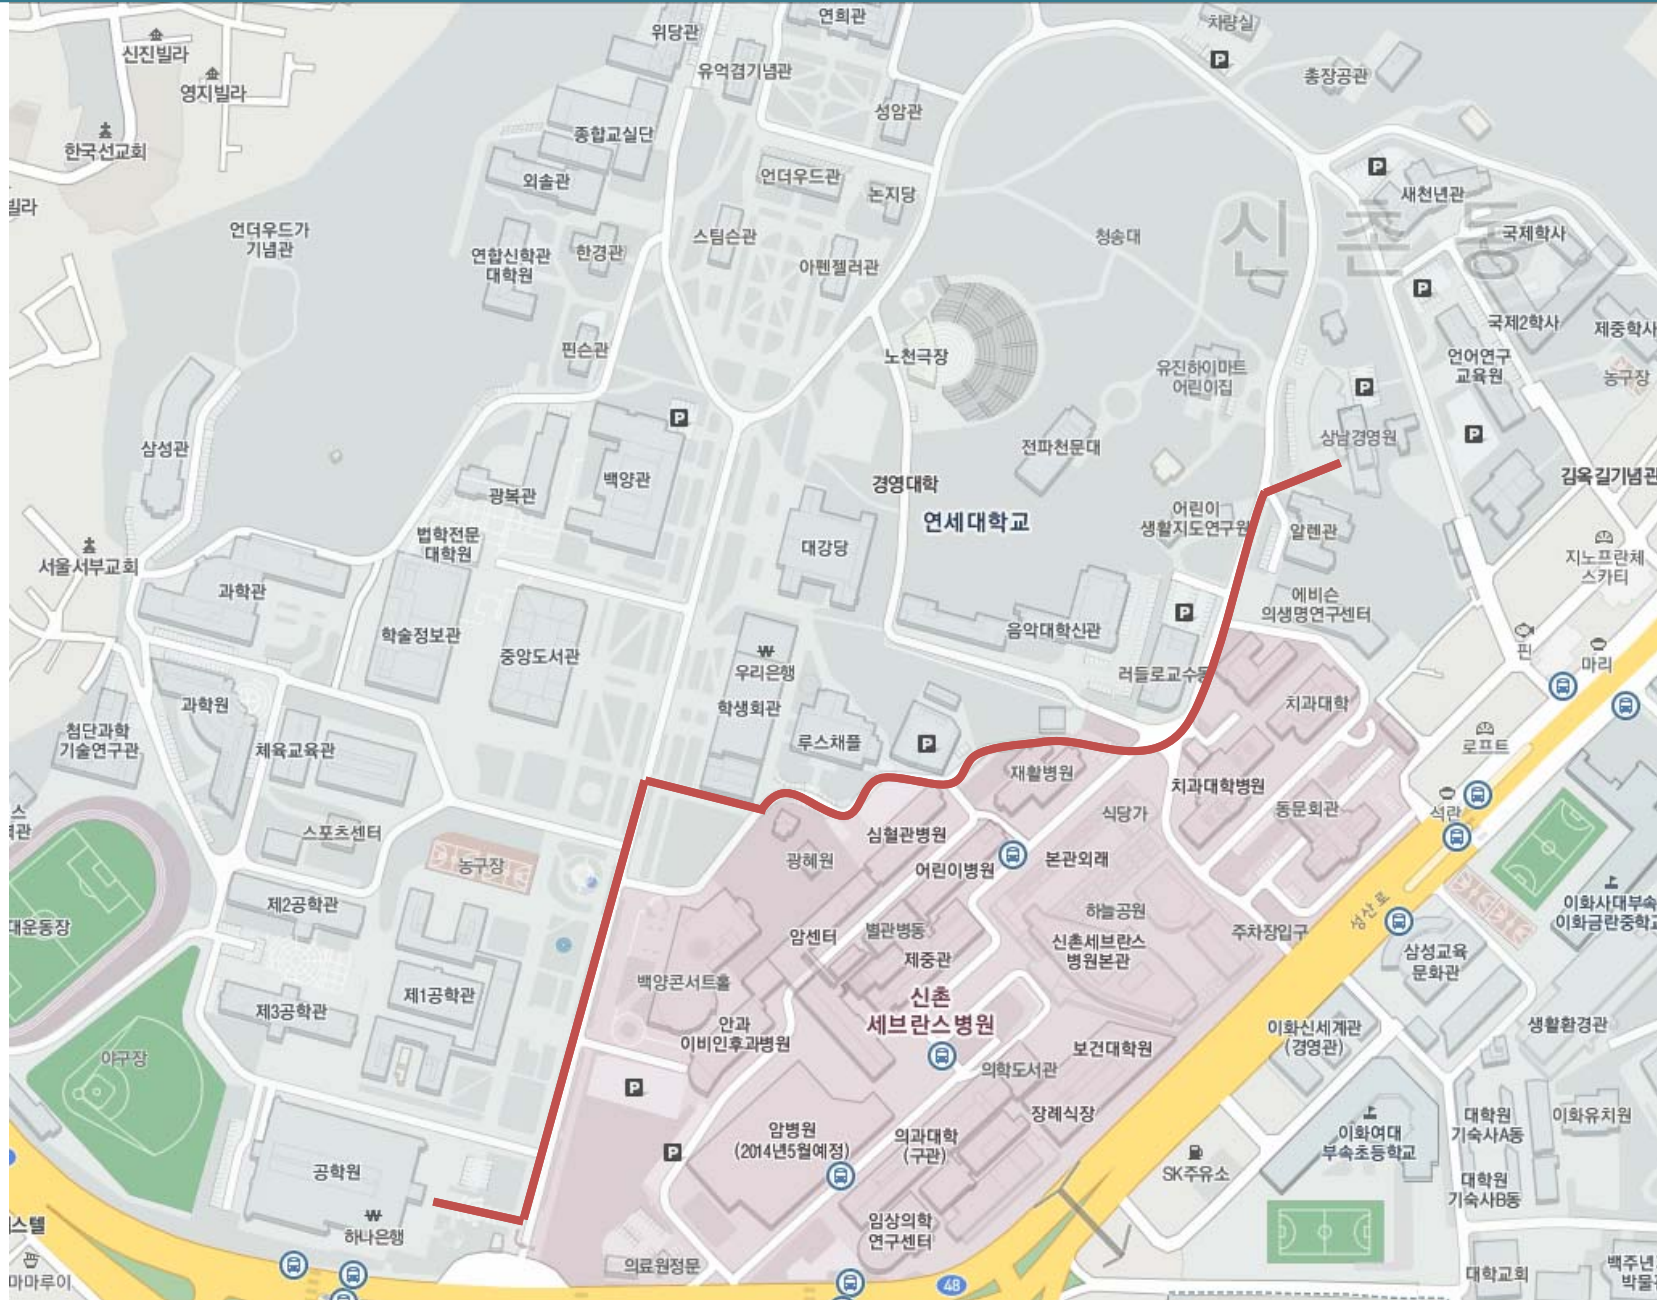 위당관
연희관
차량실
신진빌라
유억겸기념관
총장공관
영지빌라
성암관
종합교실단
한국선교회
외솔관
언더우드관
논지당
새천년관
빌라
언더우드가
기념관
스팀슨관
청송대
신촌동
국제학사
연합신학관
대학원
한경관
아펜젤러관
국제2학사
제중학사
핀슨관
노천극장
유진하이마트
어린이집
언어연구
교육원
농구장
삼성관
전파천문대
상남경영원
백양관
경영대학
김옥길기념관
광복관
연세대학교
어린이
생활지도연구원
알렌관
법학전문
대학원
대강당
지노프란체
스카티
서울서부교회
과학관
에비슨
의생명연구센터
학술정보관
음악대학신관
핀
중앙도서관
우리은행
러들로교수동
마리
과학원
학생회관
치과대학
첨단과학
기술연구관
체육교육관
루스채플
로프트
재활병원
치과대학병원
스포츠센터
심혈관병원
식당가
동문회관
석란
농구장
광혜원
어린이병원
본관외래
제2공학관
하늘공원
성산로
이화사대부속
이화금란중학교
대운동장
암센터
별관병동
신촌세브란스
병원본관
주차장입구
삼성교육
문화관
제중관
백양콘서트홀
제1공학관
제3공학관
신촌
세브란스병원
안과
이비인후과병원
이화신세계관
(경영관)
생활환경관
야구장
보건대학원
의학도서관
장례식장
암병원
(2014년5월예정)
의과대학
(구관)
이화여대
부속초등학교
대학원
기숙사A동
이화유치원
공학원
SK주유소
대학원
기숙사B동
스텔
하나은행
임상의학
연구센터
의료원정문
마마루이
48
대학교회
백주년
박물